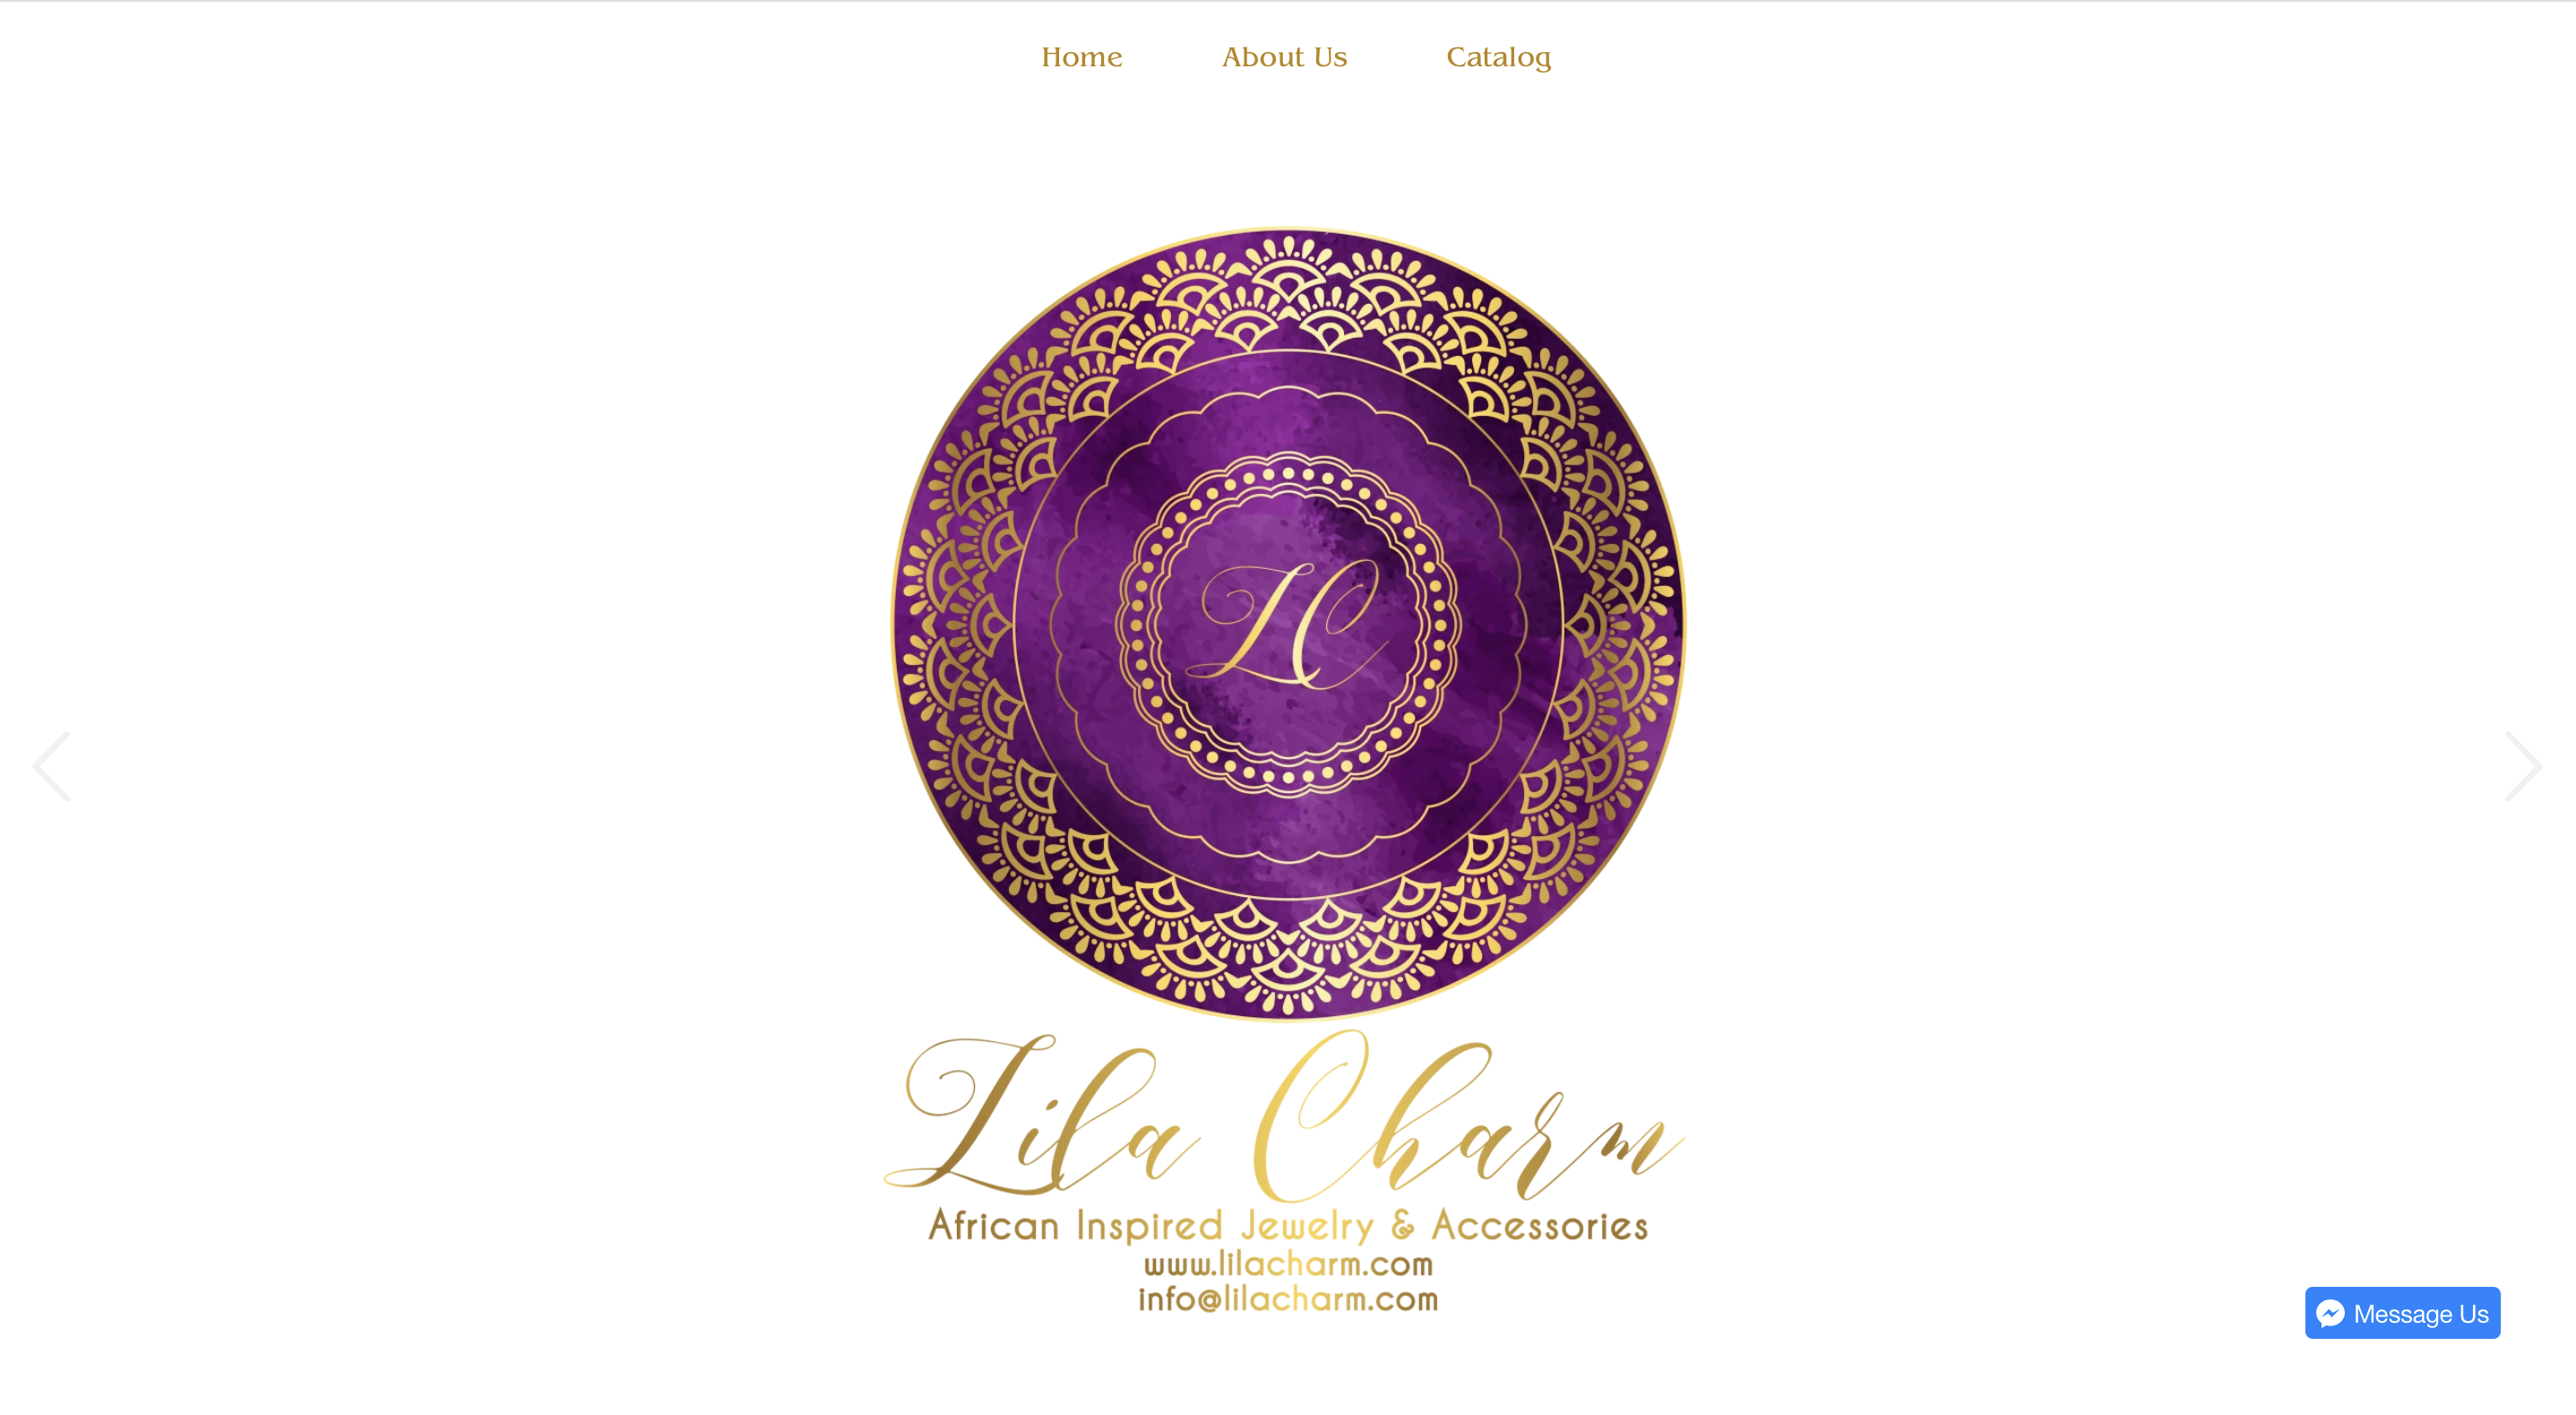 Home About Us Catalog
LC
Lila Charm
African Inspired Jewelry & Accessories
www.lilacharm.com
info@lilacharm.com
Message Us